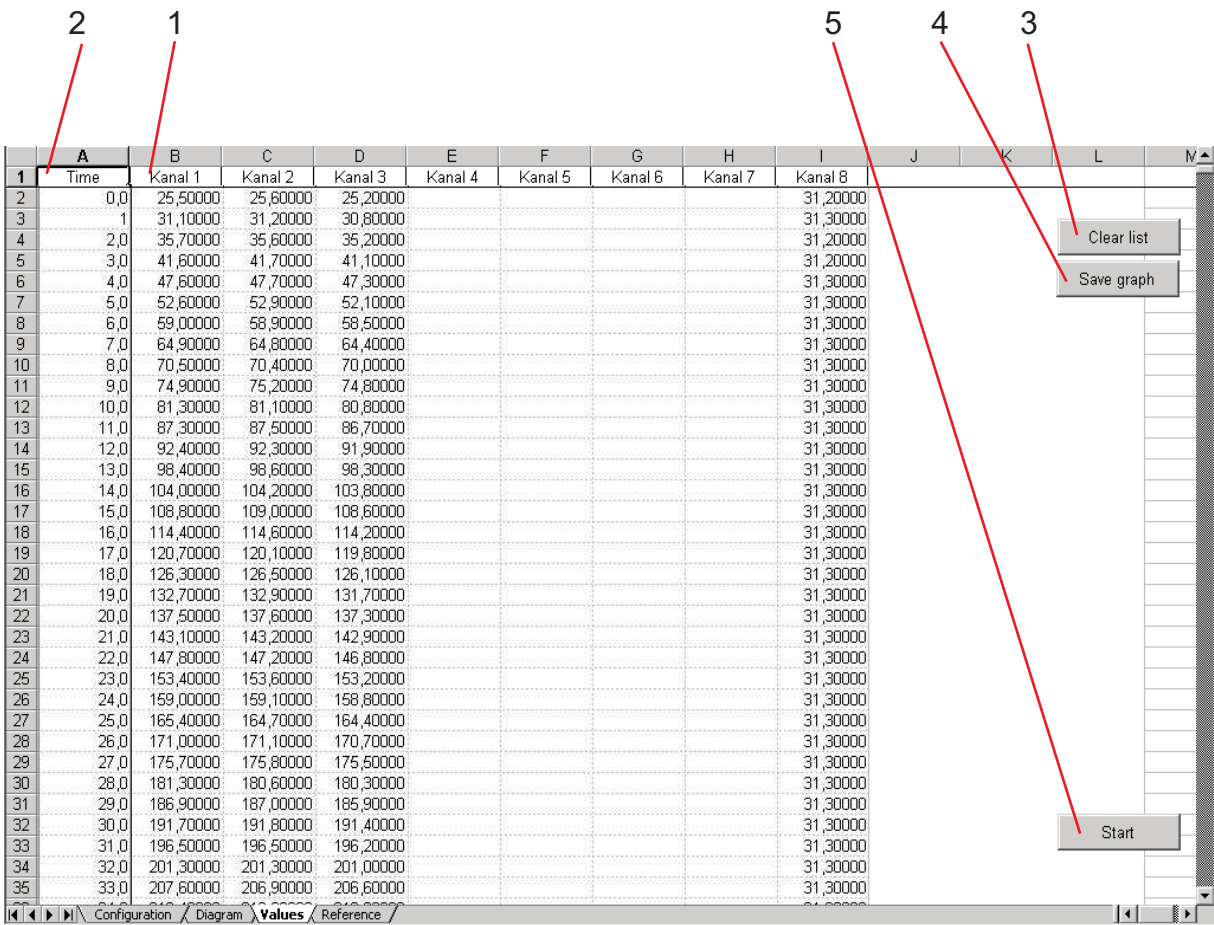 2 1 5 4 3
A B C D E F G H I J K L M
1 Time Kanal 1 Kanal 2 Kanal 3 Kanal 4 Kanal 5 Kanal 6 Kanal 7 Kanal 8
2 0,0 25,50000 25,60000 25,20000 31,20000
3 1 31,10000 31,20000 30,80000 31,30000
4 2,0 35,70000 35,60000 35,20000 31,20000 Clear list
5 3,0 41,60000 41,70000 41,10000 31,20000
6 4,0 47,60000 47,70000 47,30000 31,30000 Save graph
7 5,0 52,60000 52,90000 52,10000 31,30000
8 6,0 59,00000 58,90000 58,50000 31,30000
9 7,0 64,90000 64,80000 64,40000 31,30000
10 8,0 70,50000 70,40000 70,00000 31,30000
11 9,0 74,90000 75,20000 74,80000 31,30000
12 10,0 81,30000 81,10000 80,80000 31,30000
13 11,0 87,30000 87,50000 86,70000 31,30000
14 12,0 92,40000 92,30000 91,90000 31,30000
15 13,0 98,40000 98,60000 98,30000 31,30000
16 14,0 104,00000 104,20000 103,80000 31,30000
17 15,0 108,80000 109,00000 108,60000 31,30000
18 16,0 114,40000 114,60000 114,20000 31,30000
19 17,0 120,70000 120,10000 119,80000 31,30000
20 18,0 126,30000 126,50000 126,10000 31,30000
21 19,0 132,70000 132,90000 131,70000 31,30000
22 20,0 137,50000 137,60000 137,30000 31,30000
23 21,0 143,10000 143,20000 142,90000 31,30000
24 22,0 147,80000 147,20000 146,80000 31,30000
25 23,0 153,40000 153,60000 153,20000 31,30000
26 24,0 159,00000 159,10000 158,80000 31,30000
27 25,0 165,40000 164,70000 164,40000 31,30000
28 26,0 171,00000 171,10000 170,70000 31,30000
29 27,0 175,70000 175,80000 175,50000 31,30000
30 28,0 181,30000 180,60000 180,30000 31,30000
31 29,0 186,90000 187,00000 185,90000 31,30000
32 30,0 191,70000 191,80000 191,40000 31,30000 Start
33 31,0 196,50000 196,50000 196,20000 31,30000
34 32,0 201,30000 201,30000 201,00000 31,30000
35 33,0 207,60000 206,90000 206,60000 31,30000
Configuration Diagram Values Reference